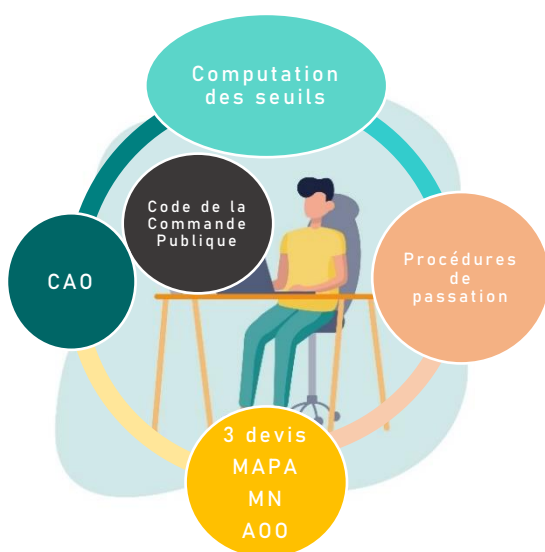 Computation
des seuils
Code de la
Commande
Publique
CAO
Procédures
de
passation
3 devis
MAPA
MN
AOO